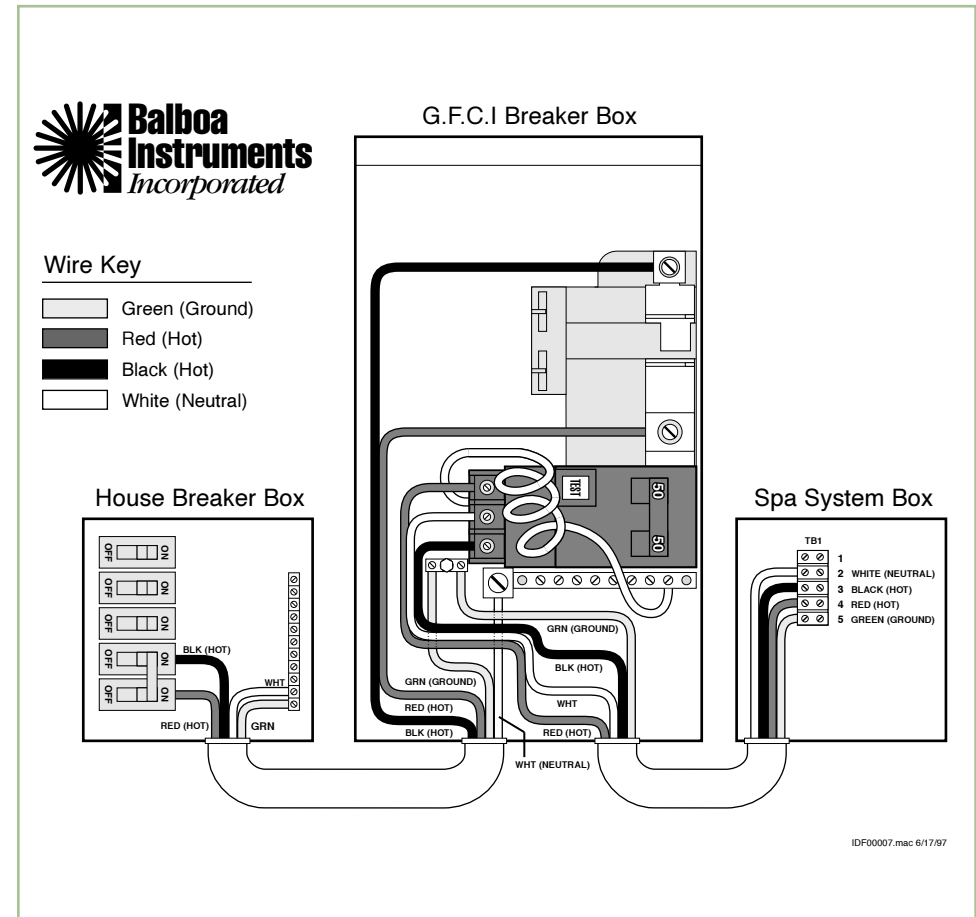 Balboa
Instruments
Incorporated
G.F.C.I Breaker Box
Wire Key
Green (Ground)
Red (Hot)
Black (Hot)
White (Neutral)
House Breaker Box
OFF ON
OFF ON
OFF ON
OFF ON
OFF ON
BLK (HOT)
WHT
RED (HOT)
GRN
TEST
50
50
GRN (GROUND)
BLK (HOT)
GRN (GROUND)
WHT
RED (HOT)
BLK (HOT)
RED (HOT)
WHT (NEUTRAL)
Spa System Box
TB1
1
2 WHITE (NEUTRAL)
3 BLACK (HOT)
4 RED (HOT)
5 GREEN (GROUND)
IDF00007.mac 6/17/97